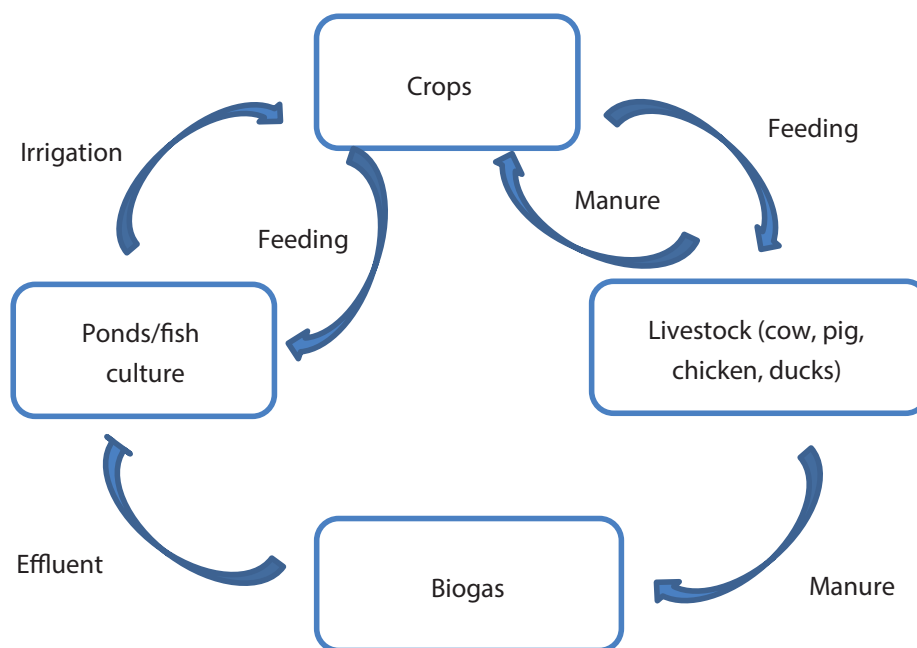 Crops
Feeding
Irrigation
Manure
Feeding
Ponds/fish
culture
Livestock (cow, pig,
chicken, ducks)
Effluent
Biogas
Manure